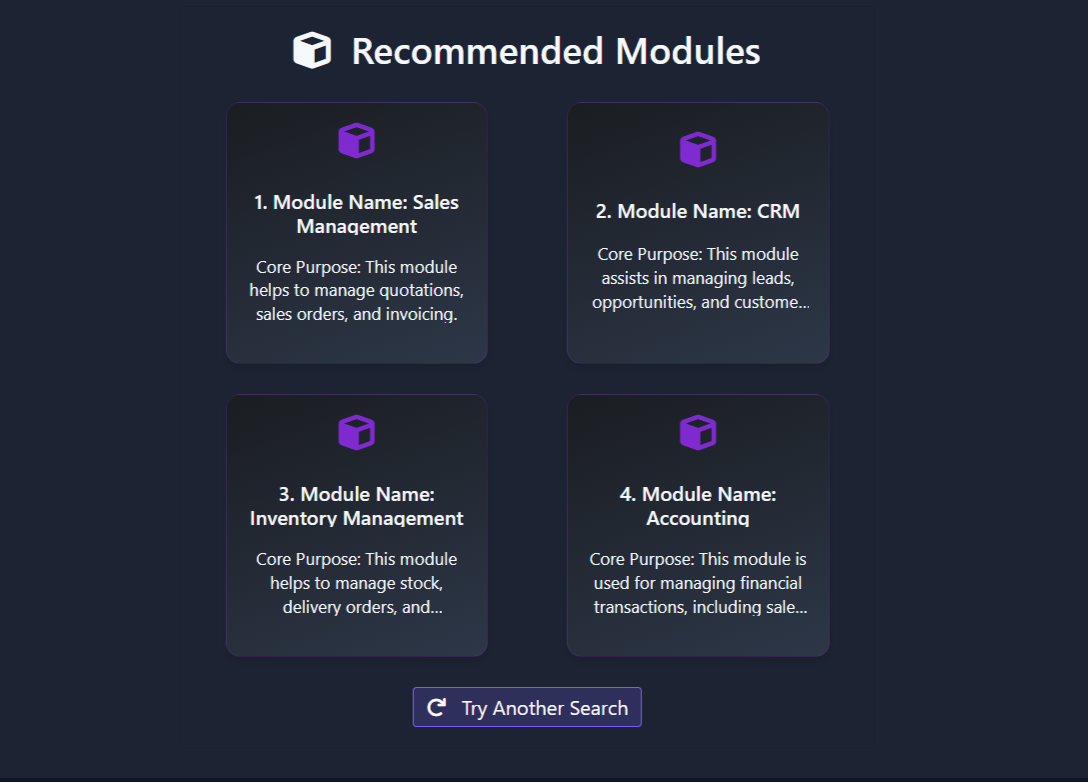 Recommended Modules
1. Module Name: Sales
Management
Core Purpose: This module
helps to manage quotations,
sales orders, and invoicing.
2. Module Name: CRM
Core Purpose: This module
assists in managing leads,
opportunities, and custome...
3. Module Name:
Inventory Management
Core Purpose: This module
helps to manage stock,
delivery orders, and...
4. Module Name:
Accounting
Core Purpose: This module is
used for managing financial
transactions, including sale...
Try Another Search